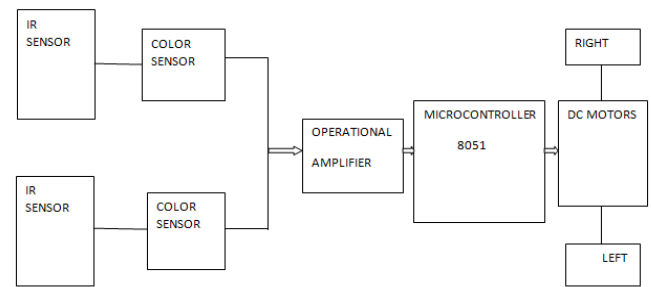 IR
SENSOR
COLOR
SENSOR
OPERATIONAL
AMPLIFIER
MICROCONTROLLER
8051
DC MOTORS
RIGHT
LEFT
IR
SENSOR
COLOR
SENSOR